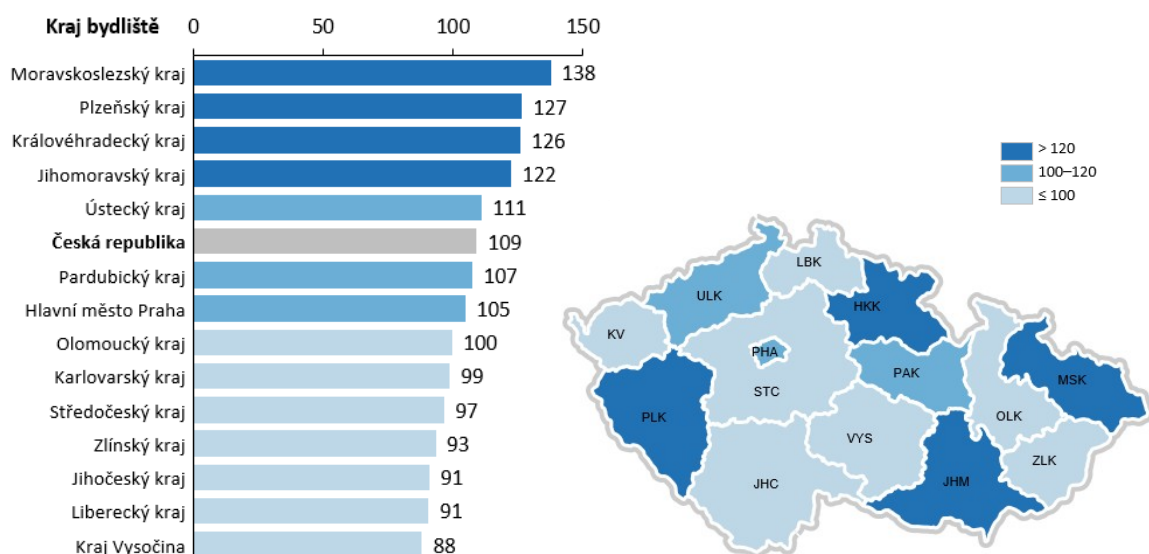 Kraj bydliště
0 50 100 150
Moravskoslezský kraj 138
Plzeňský kraj 127
Královéhradecký kraj 126
Jihomoravský kraj 122
Ústecký kraj 111
Česká republika 109
Pardubický kraj 107
Hlavní město Praha 105
Olomoucký kraj 100
Karlovarský kraj 99
Středočeský kraj 97
Zlínský kraj 93
Jihočeský kraj 91
Liberecký kraj 91
Kraj Vysočina 88
> 120
100–120
≤ 100
LBK
ULK
HKK
KV
PHA
PAK
MSK
STC
PLK
OLK
VYS
ZLK
JHC
JHM